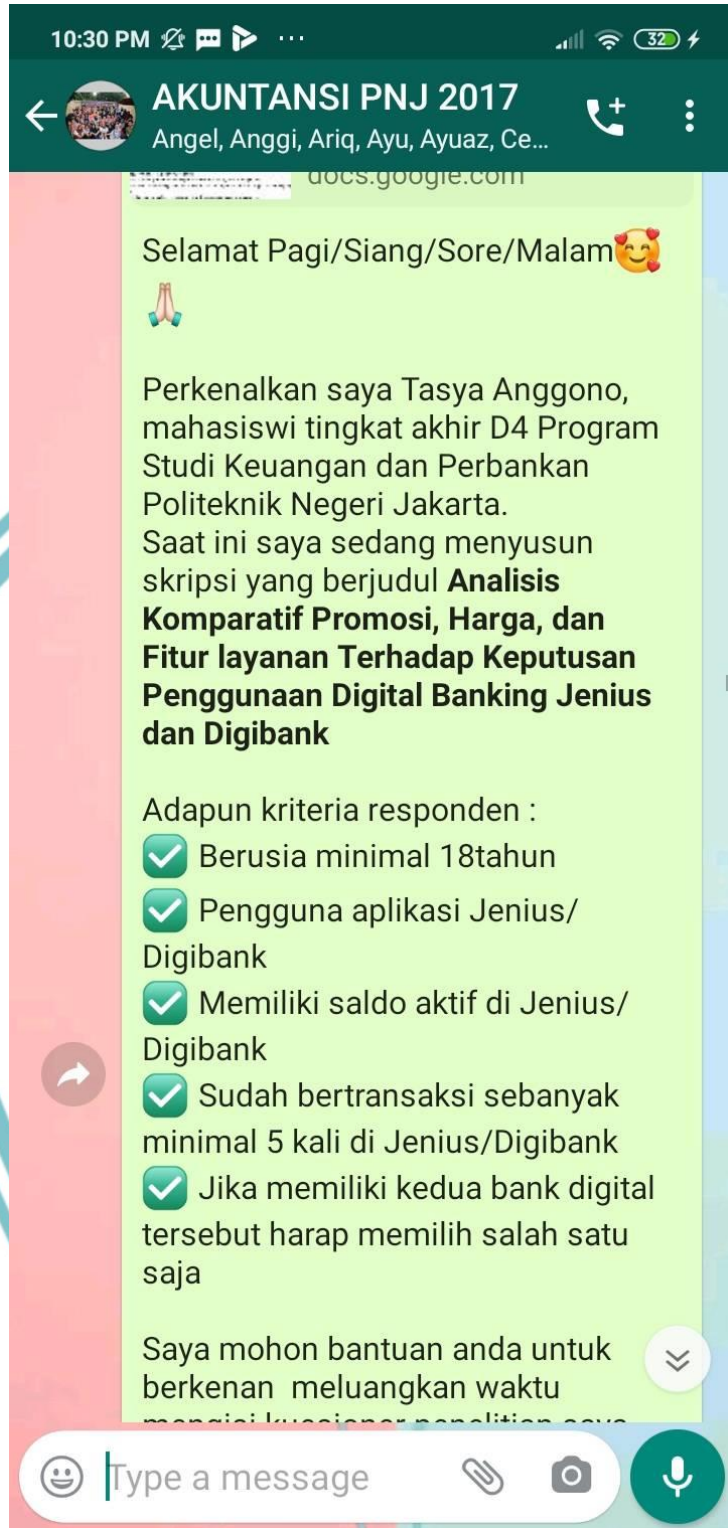 10:30 PM
32
AKUNTANSI PNJ 2017
Angel, Anggi, Ariq, Ayu, Ayuaz, Ce...
docs.google.com
Selamat Pagi/Siang/Sore/Malam🥰
🙏🏻
Perkenalkan saya Tasya Anggono,
mahasiswi tingkat akhir D4 Program
Studi Keuangan dan Perbankan
Politeknik Negeri Jakarta.
Saat ini saya sedang menyusun
skripsi yang berjudul Analisis
Komparatif Promosi, Harga, dan
Fitur layanan Terhadap Keputusan
Penggunaan Digital Banking Jenius
dan Digibank
Adapun kriteria responden :
✅ Berusia minimal 18tahun
✅ Pengguna aplikasi Jenius/
Digibank
✅ Memiliki saldo aktif di Jenius/
Digibank
✅ Sudah bertransaksi sebanyak
minimal 5 kali di Jenius/Digibank
✅ Jika memiliki kedua bank digital
tersebut harap memilih salah satu
saja
Saya mohon bantuan anda untuk
berkenan meluangkan waktu
mengisi kuesioner penelitian saya
Type a message